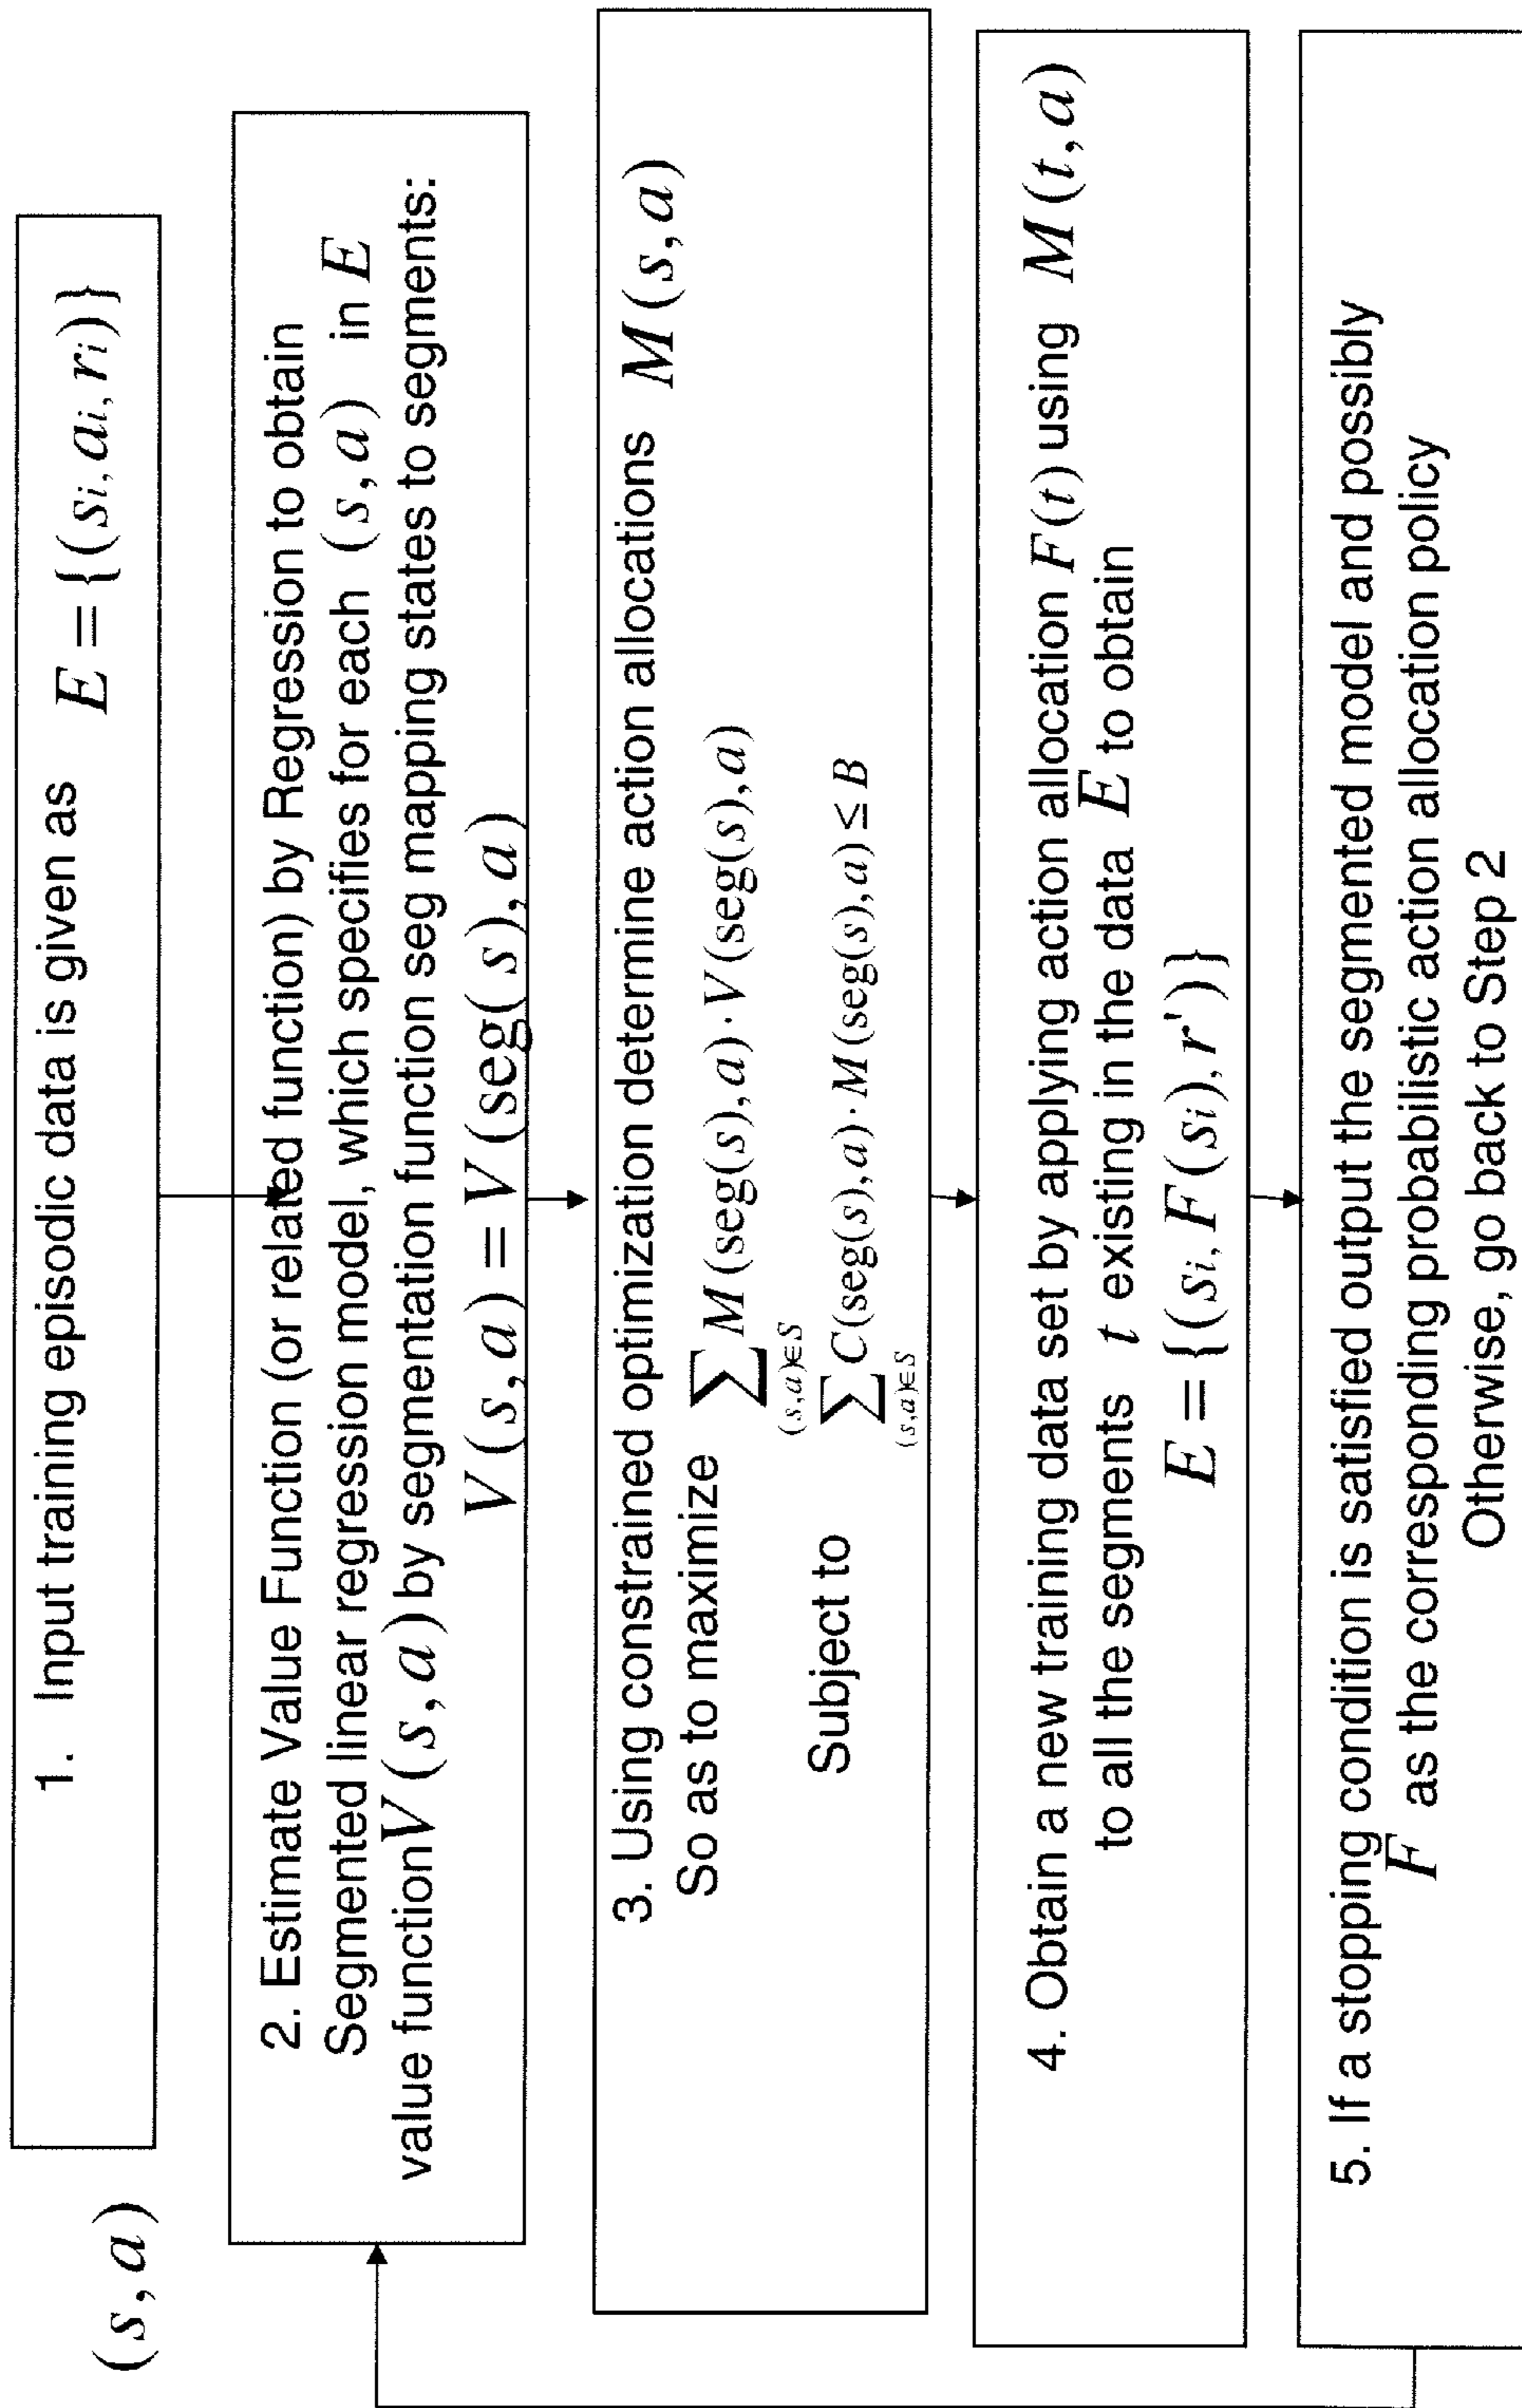 (s, a)
1. Input training episodic data is given as E = {(si, ai, ri)}
2. Estimate Value Function (or related function) by Regression to obtain
Segmented linear regression model, which specifies for each (s, a) in E
value function V(s, a) by segmentation function seg mapping states to segments:
V(s, a) = V(seg(s), a)
3. Using constrained optimization determine action allocations M(s, a)
So as to maximize ∑ M(seg(s), a) · V(seg(s), a)
(s,a)∈S
Subject to ∑ C(seg(s), a) · M(seg(s), a) ≤ B
(s,a)∈S
4. Obtain a new training data set by applying action allocation F(t) using M(t, a)
to all the segments t existing in the data E to obtain
E = {(si, F(si), r')}
5. If a stopping condition is satisfied output the segmented model and possibly
F as the corresponding probabilistic action allocation policy
Otherwise, go back to Step 2